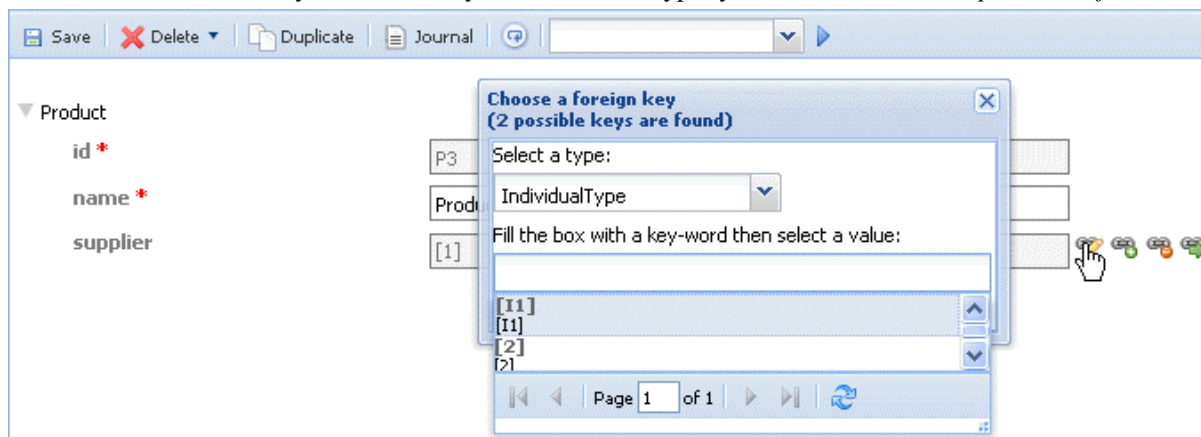 Save Delete Duplicate Journal
Choose a foreign key
(2 possible keys are found)
Product
id * P3 Select a type:
IndividualType
name * Produ
Fill the box with a key-word then select a value:
supplier [1]
[I1]
[I1]
[2]
[2]
Page 1 of 1